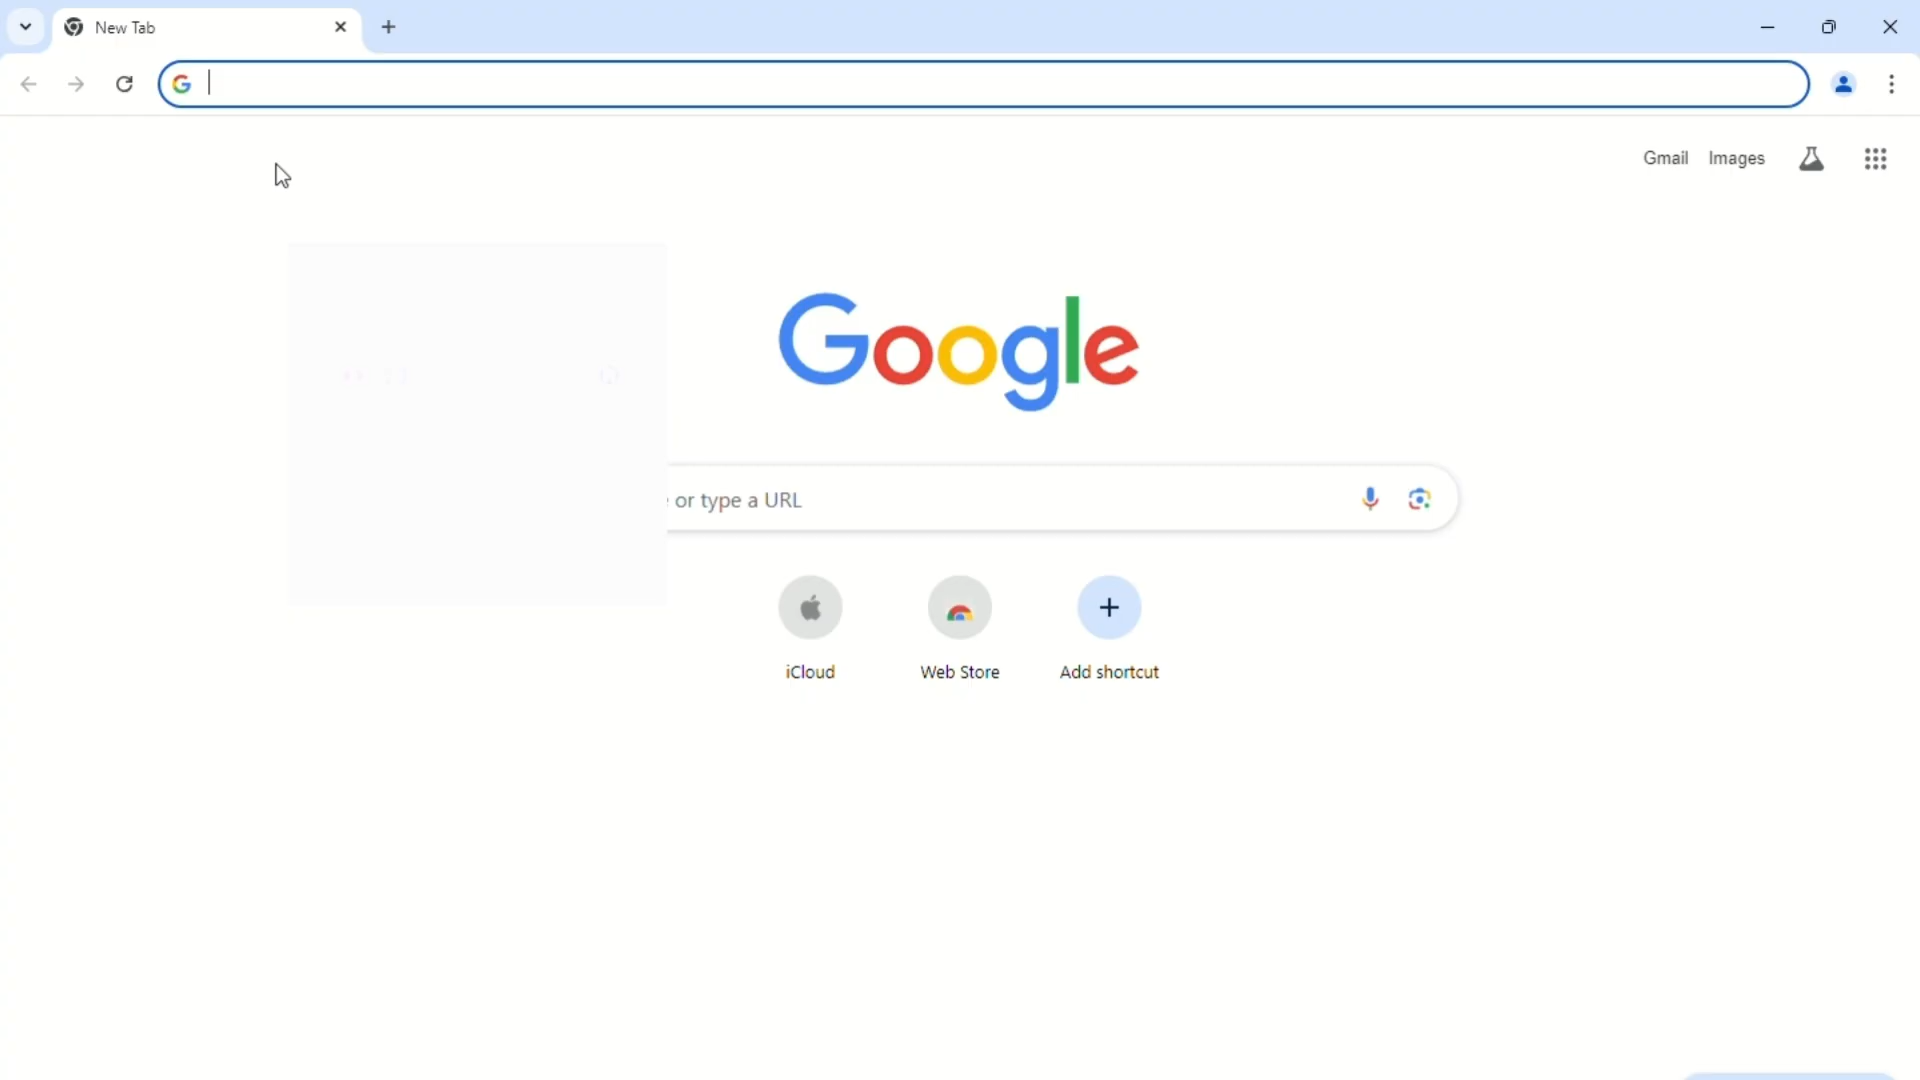 New Tab
Gmail Images
Google
or type a URL
iCloud Web Store Add shortcut